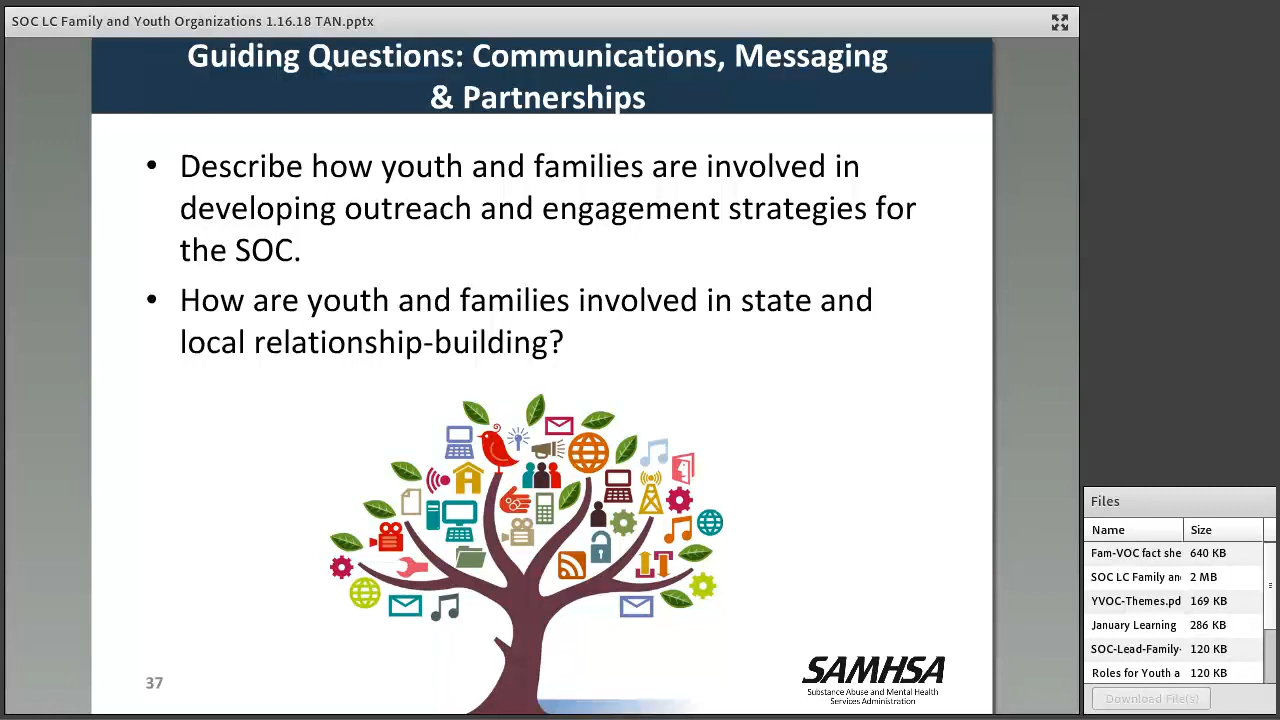 SOC LC Family and Youth Organizations 1.16.18 TAN.pptx
Guiding Questions: Communications, Messaging
& Partnerships
• Describe how youth and families are involved in
developing outreach and engagement strategies for
the SOC.
• How are youth and families involved in state and
local relationship-building?
37
SAMHSA
Substance Abuse and Mental Health
Services Administration
Files
Name Size
Fam-VOC fact she 640 KB
SOC LC Family an 2 MB
YVOC-Themes.pd 169 KB
January Learning 286 KB
SOC-Lead-Family- 120 KB
Roles for Youth a 120 KB
Download File(s)